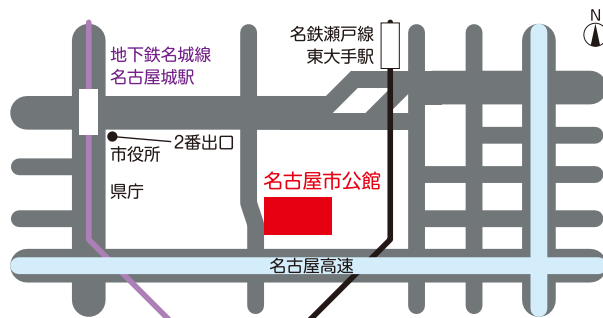 名鉄瀬戸線
東大手駅
N
地下鉄名城線
名古屋城駅
2番出口
市役所
県庁
名古屋市公館
名古屋高速